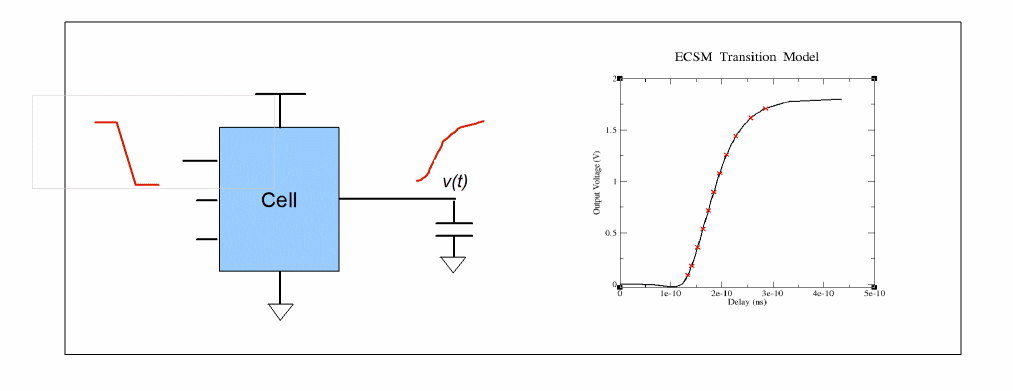 ECSM Transition Model
Cell
v(t)
Output Voltage (V)
2
1.5
1
0.5
0
0
1e-10
2e-10
3e-10
4e-10
5e-10
Delay (ns)